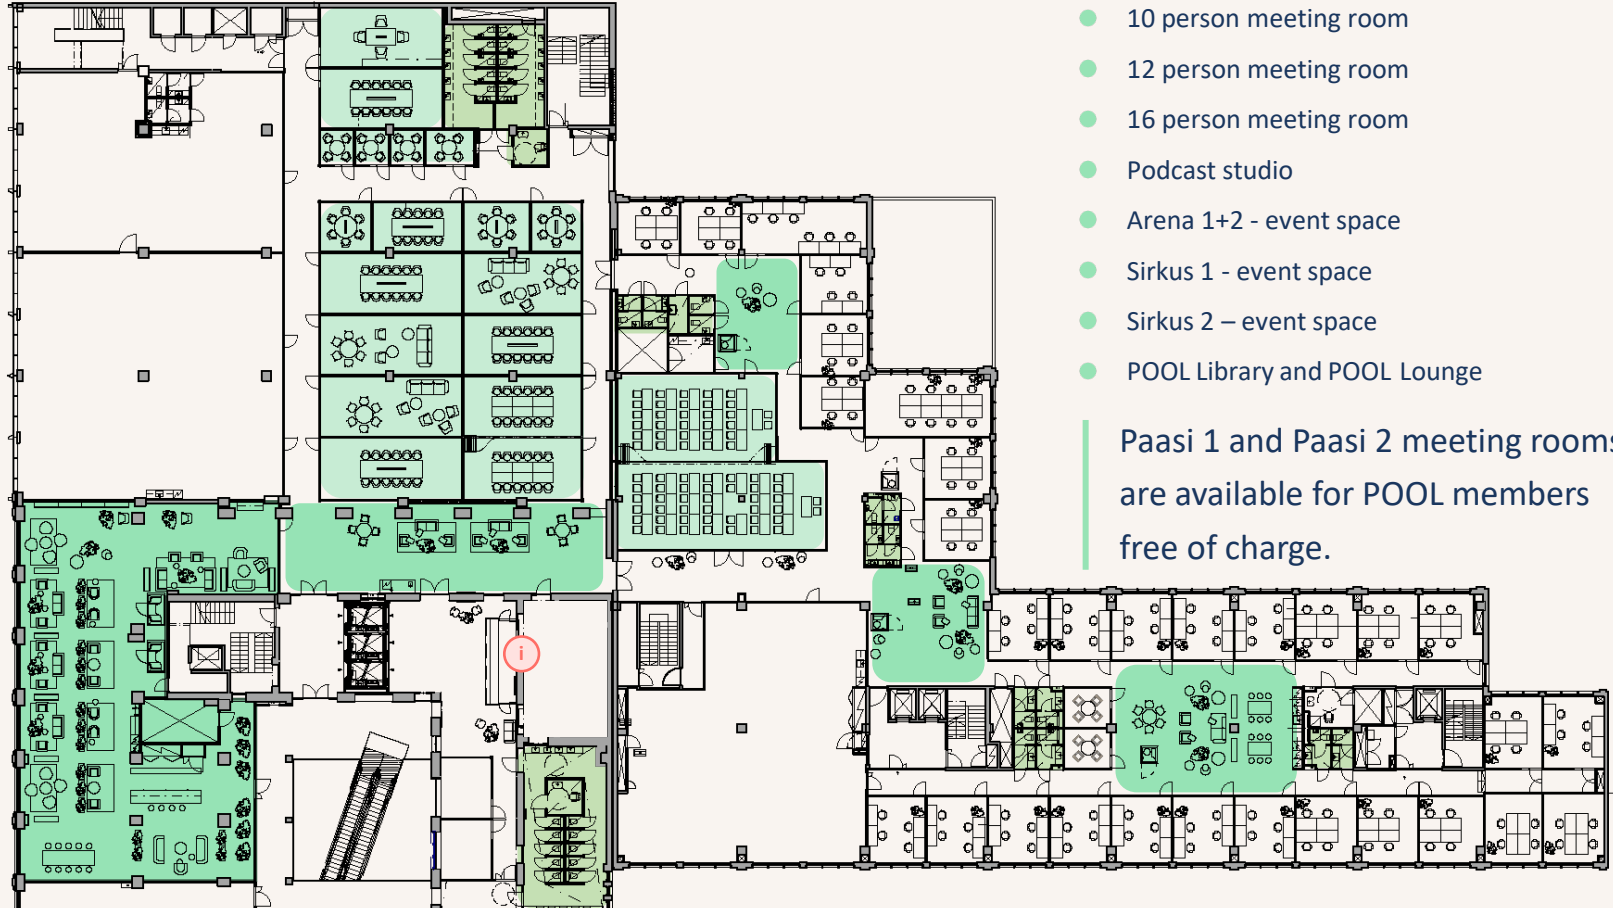 10 person meeting room
12 person meeting room
16 person meeting room
Podcast studio
Arena 1+2 - event space
Sirkus 1 - event space
Sirkus 2 – event space
POOL Library and POOL Lounge
Paasi 1 and Paasi 2 meeting rooms
are available for POOL members
free of charge.
i